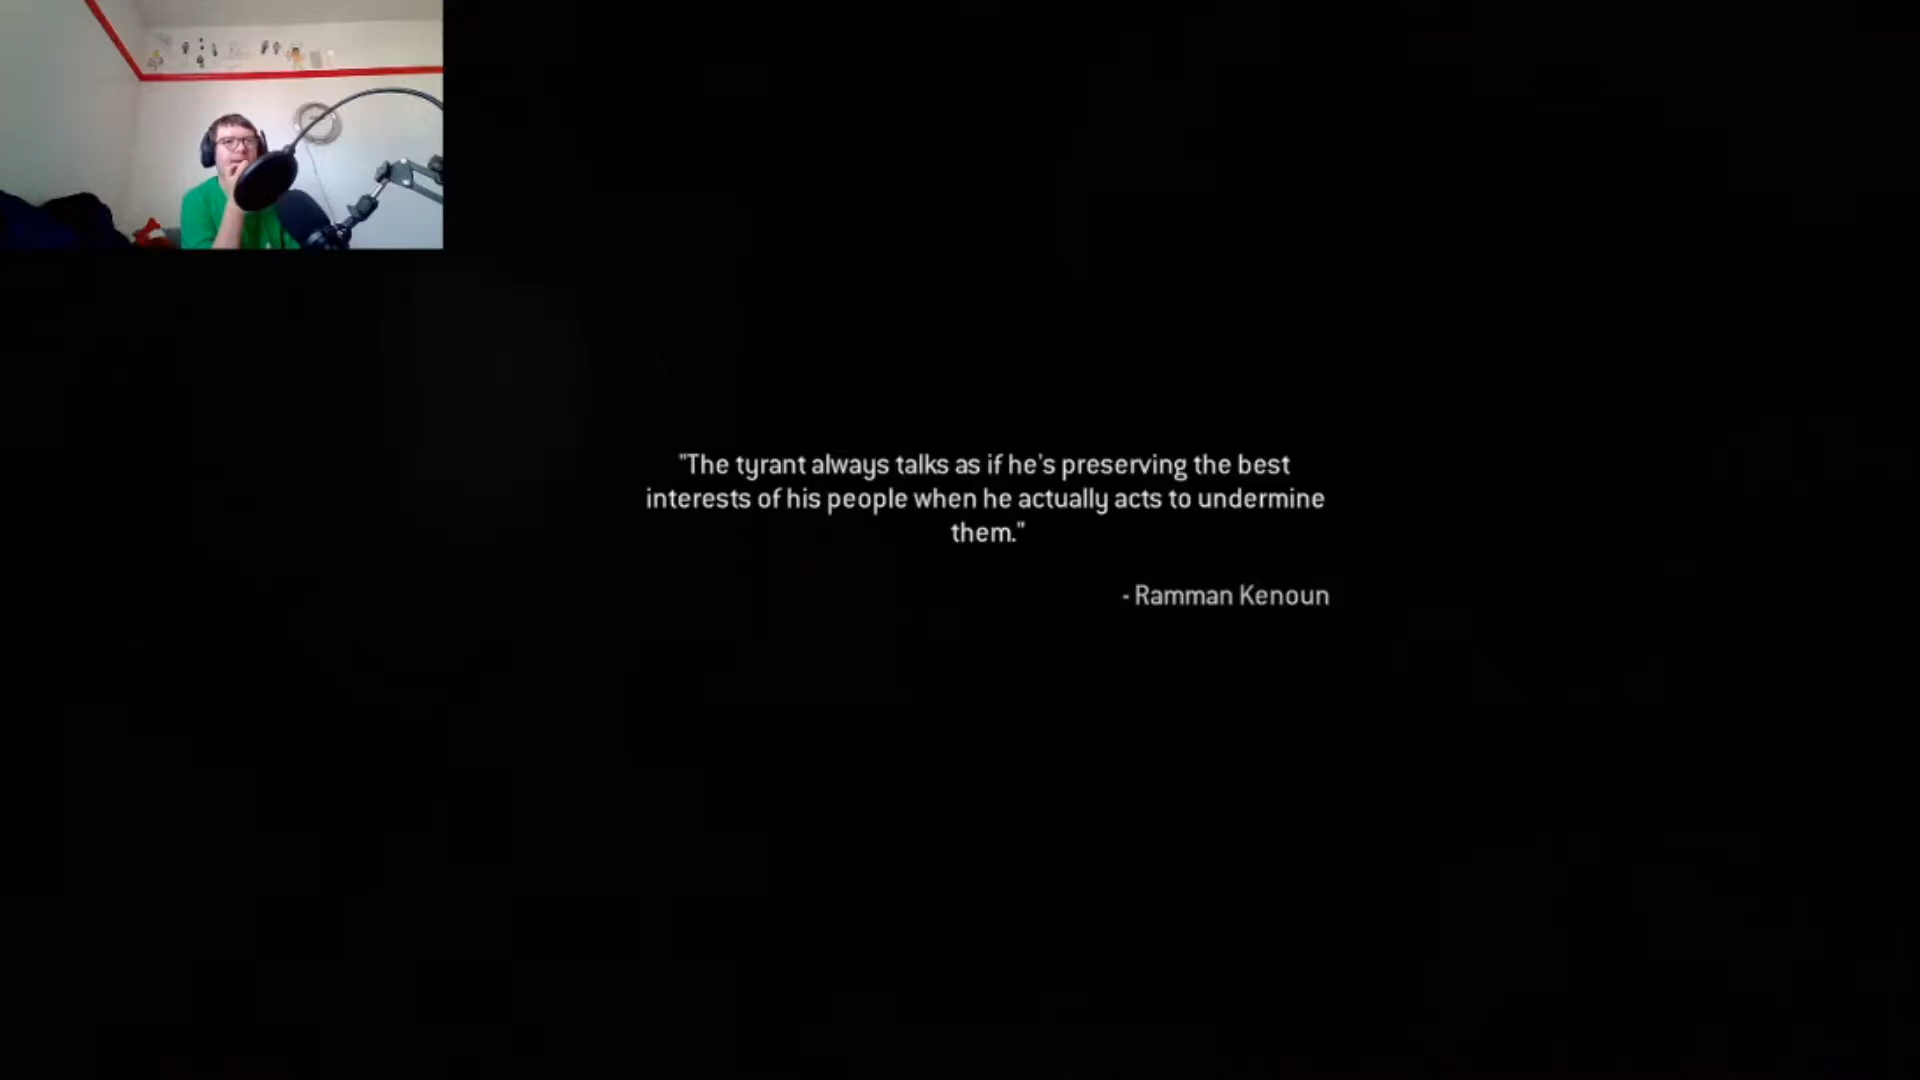 "The tyrant always talks as if he's preserving the best
interests of his people when he actually acts to undermine
them."
- Ramman Kenoun